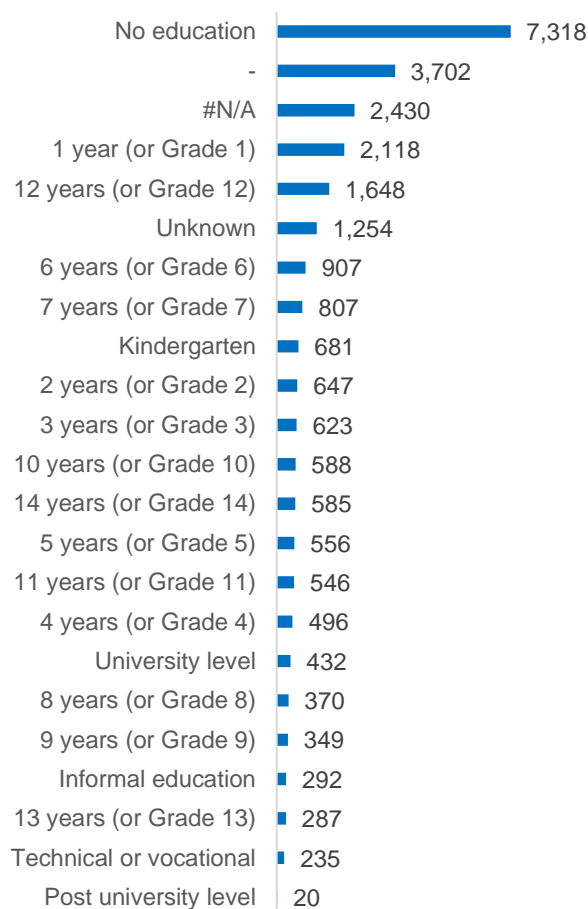 No education 7,318
- 3,702
#N/A 2,430
1 year (or Grade 1) 2,118
12 years (or Grade 12) 1,648
Unknown 1,254
6 years (or Grade 6) 907
7 years (or Grade 7) 807
Kindergarten 681
2 years (or Grade 2) 647
3 years (or Grade 3) 623
10 years (or Grade 10) 588
14 years (or Grade 14) 585
5 years (or Grade 5) 556
11 years (or Grade 11) 546
4 years (or Grade 4) 496
University level 432
8 years (or Grade 8) 370
9 years (or Grade 9) 349
Informal education 292
13 years (or Grade 13) 287
Technical or vocational 235
Post university level 20